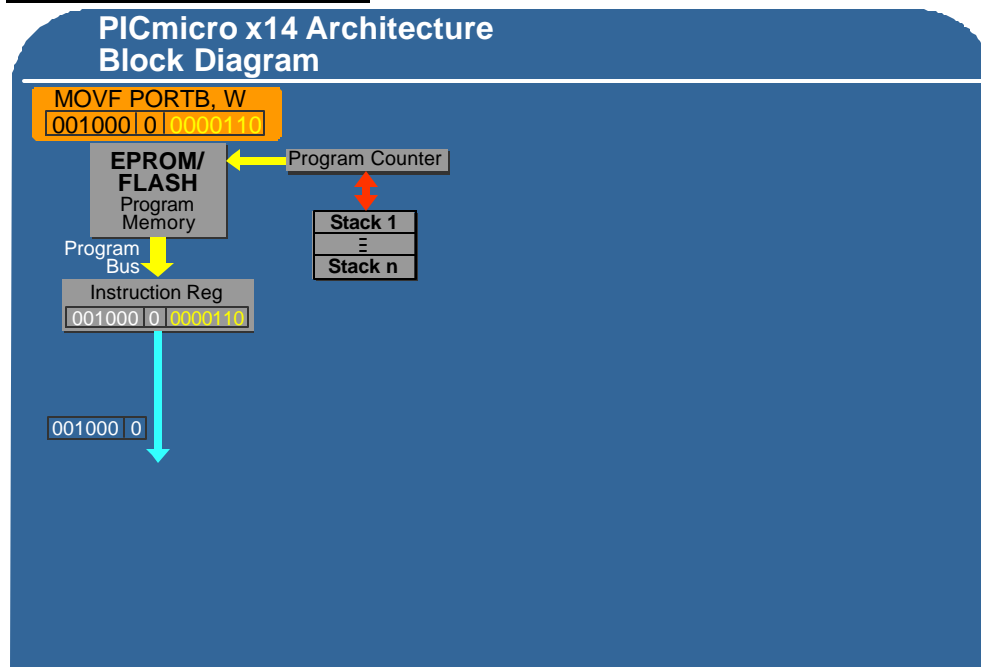 PICmicro x14 Architecture
Block Diagram
MOVF PORTB, W
001000 0 0000110
EPROM/
FLASH
Program
Memory
Program Counter
Stack 1
Ξ
Stack n
Program
Bus
Instruction Reg
001000 0 0000110
001000 0